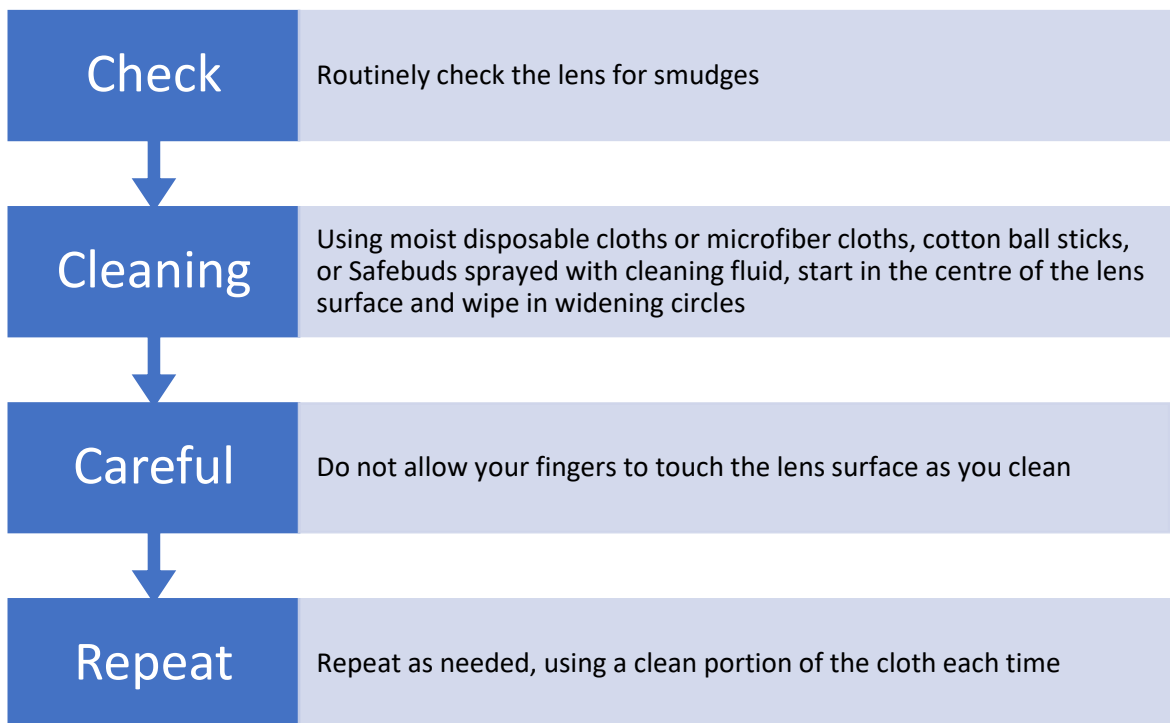 Check
Routinely check the lens for smudges
Cleaning
Using moist disposable cloths or microfiber cloths, cotton ball sticks,
or Safebuds sprayed with cleaning fluid, start in the centre of the lens
surface and wipe in widening circles
Careful
Do not allow your fingers to touch the lens surface as you clean
Repeat
Repeat as needed, using a clean portion of the cloth each time